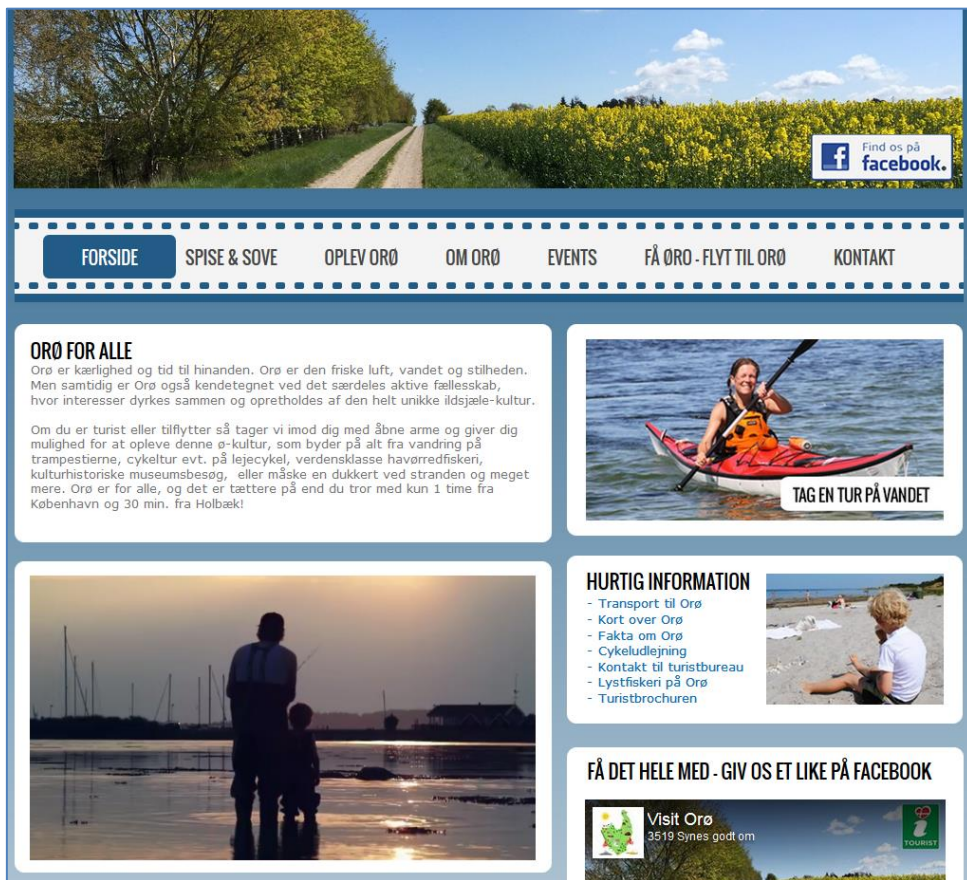 Find os på
facebook.
FORSIDE
SPISE & SOVE
OPLEV ORØ
OM ORØ
EVENTS
FÅ ØRO - FLYT TIL ORØ
KONTAKT
ORØ FOR ALLE
Orø er kærlighed og tid til hinanden. Orø er den friske luft, vandet og stilheden.
Men samtidig er Orø også kendetegnet ved det særdeles aktive fællesskab,
hvor interesser dyrkes sammen og opretholdes af den helt unikke ildsjæle-kultur.
Om du er turist eller tilflytter så tager vi imod dig med åbne arme og giver dig
mulighed for at opleve denne ø-kultur, som byder på alt fra vandring på
trampestierne, cykeltur evt. på lejecykel, verdensklasse havørredfiskeri,
kulturhistoriske museumsbesøg, eller måske en dukkert ved stranden og meget
mere. Orø er for alle, og det er tættere på end du tror med kun 1 time fra
København og 30 min. fra Holbæk!
TAG EN TUR PÅ VANDET
HURTIG INFORMATION
- Transport til Orø
- Kort over Orø
- Fakta om Orø
- Cykeludlejning
- Kontakt til turistbureau
- Lystfiskeri på Orø
- Turistbrochuren
FÅ DET HELE MED - GIV OS ET LIKE PÅ FACEBOOK
Visit Orø
3519 Synes godt om
TOURIST